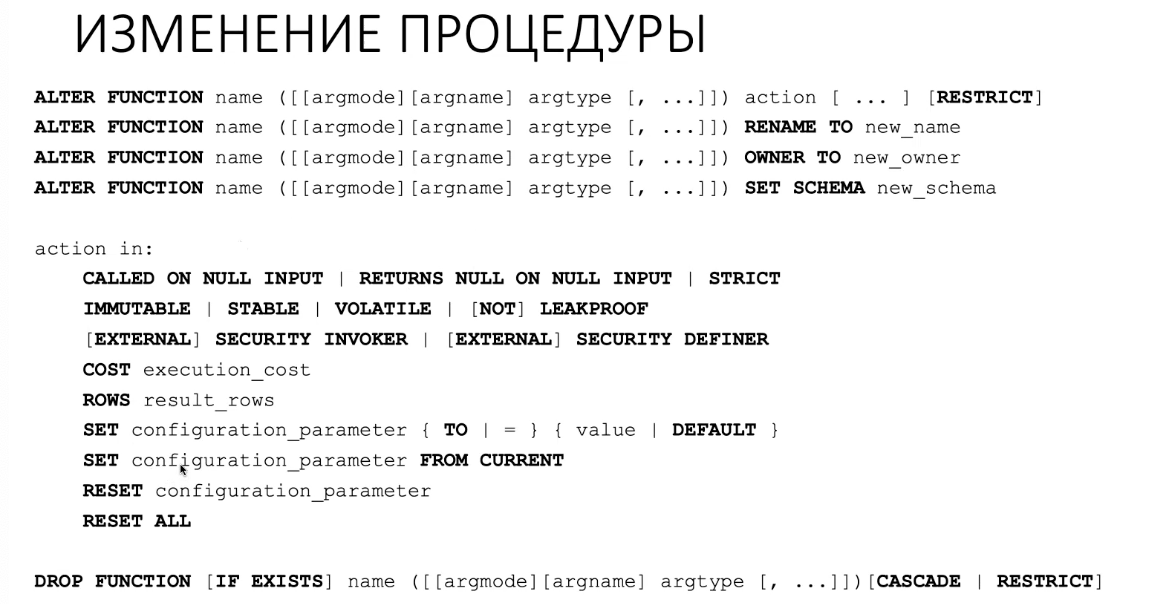 ИЗМЕНЕНИЕ ПРОЦЕДУРЫ
ALTER FUNCTION name ([[argmode][argname] argtype [, ...]]) action [ ... ] [RESTRICT]
ALTER FUNCTION name ([[argmode][argname] argtype [, ...]]) RENAME TO new_name
ALTER FUNCTION name ([[argmode][argname] argtype [, ...]]) OWNER TO new_owner
ALTER FUNCTION name ([[argmode][argname] argtype [, ...]]) SET SCHEMA new_schema
action in:
CALLED ON NULL INPUT | RETURNS NULL ON NULL INPUT | STRICT
IMMUTABLE | STABLE | VOLATILE | [NOT] LEAKPROOF
[EXTERNAL] SECURITY INVOKER | [EXTERNAL] SECURITY DEFINER
COST execution_cost
ROWS result_rows
SET configuration_parameter { TO | = } { value | DEFAULT }
SET configuration_parameter FROM CURRENT
RESET configuration_parameter
RESET ALL
DROP FUNCTION [IF EXISTS] name ([[argmode][argname] argtype [, ...]])[CASCADE | RESTRICT]